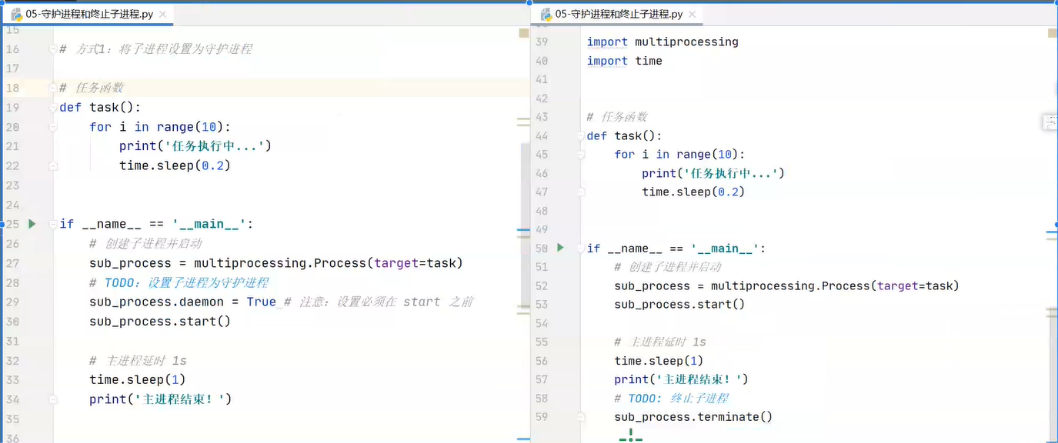 05-守护进程和终止子进程.py
15
16 # 方式1: 将子进程设置为守护进程
17
18 # 任务函数
19 def task():
20 for i in range(10):
21 print('任务执行中...')
22 time.sleep(0.2)
23
24
25 if __name__ == '__main__':
26 # 创建子进程并启动
27 sub_process = multiprocessing.Process(target=task)
28 # TODO: 设置子进程为守护进程
29 sub_process.daemon = True # 注意: 设置必须在 start 之前
30 sub_process.start()
31
32 # 主进程延时 1s
33 time.sleep(1)
34 print('主进程结束! ')
35
36
05-守护进程和终止子进程.py
39 import multiprocessing
40 import time
41
42
43 # 任务函数
44 def task():
45 for i in range(10):
46 print('任务执行中...')
47 time.sleep(0.2)
48
49
50 if __name__ == '__main__':
51 # 创建子进程并启动
52 sub_process = multiprocessing.Process(target=task)
53 sub_process.start()
54
55 # 主进程延时 1s
56 time.sleep(1)
57 print('主进程结束! ')
58 # TODO: 终止子进程
59 sub_process.terminate()